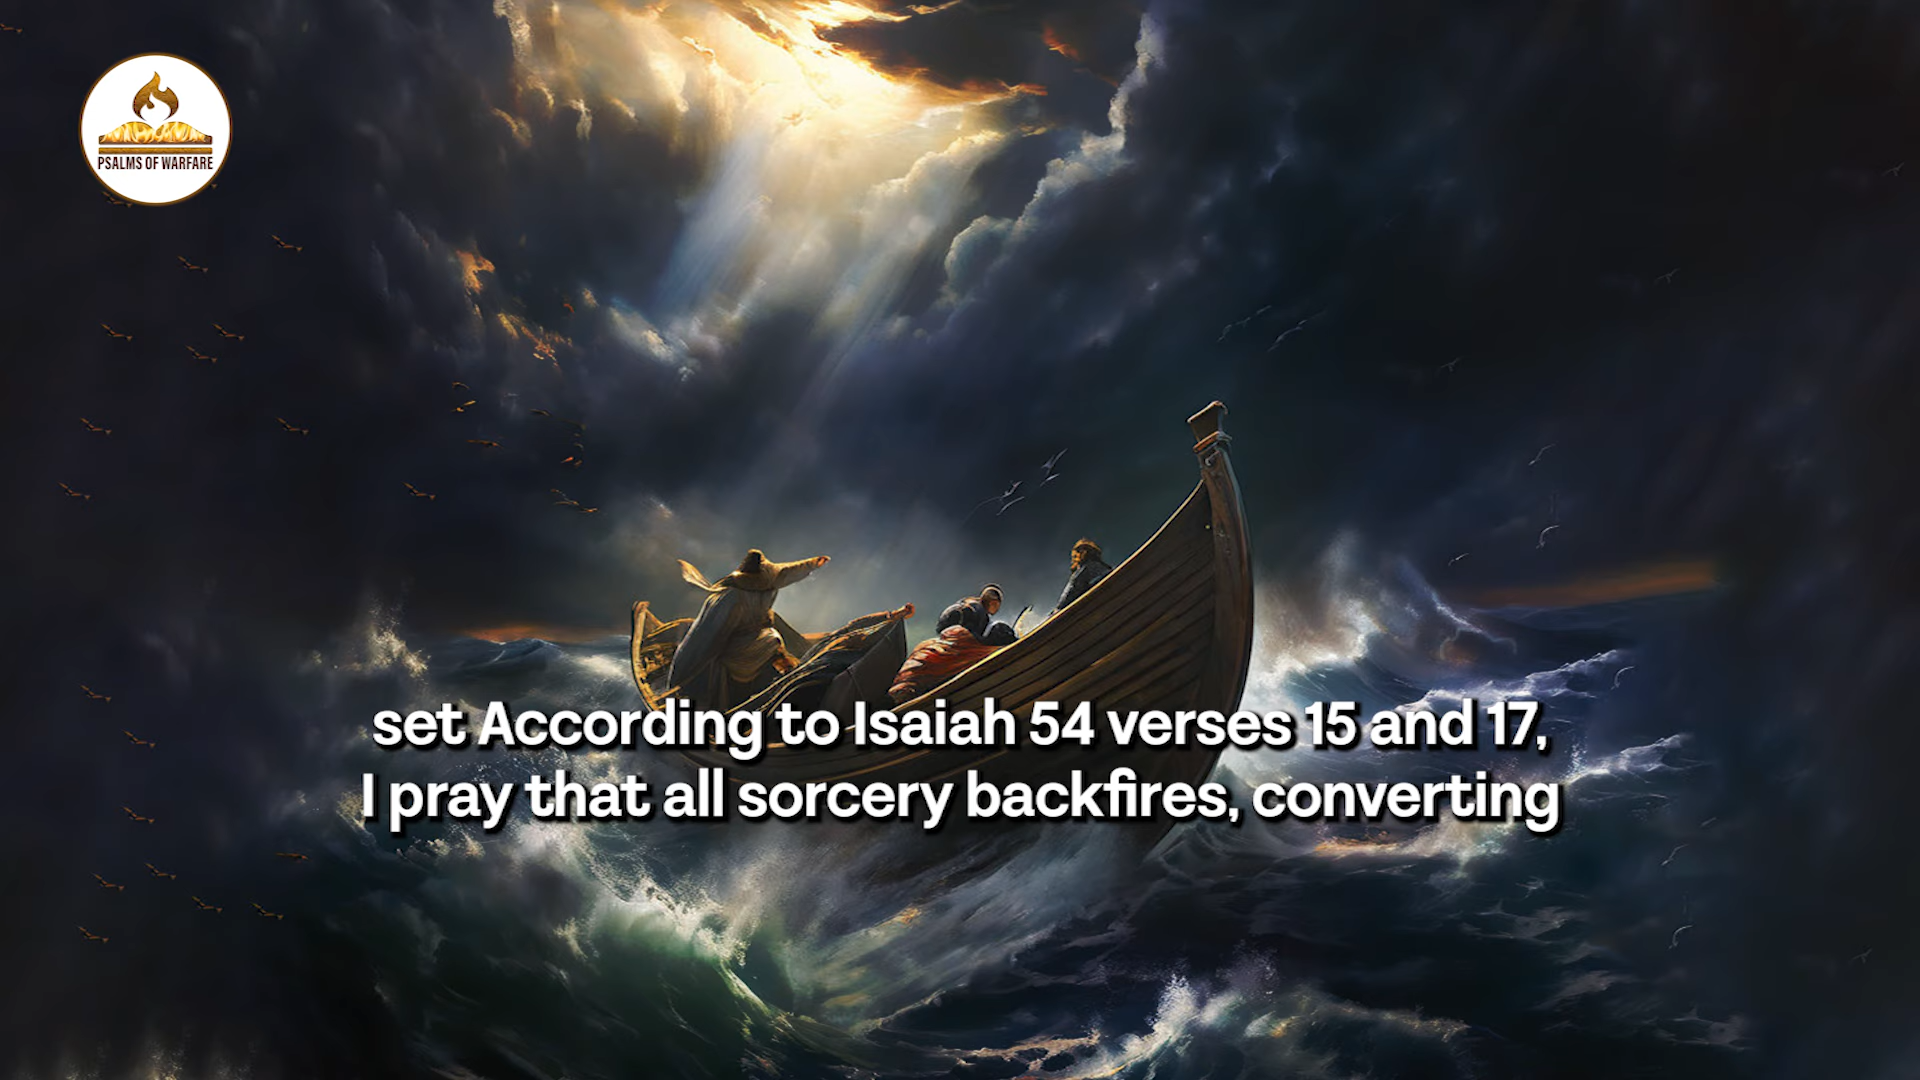 PSALMS OF WARFARE
set According to Isaiah 54 verses 15 and 17,
I pray that all sorcery backfires, converting